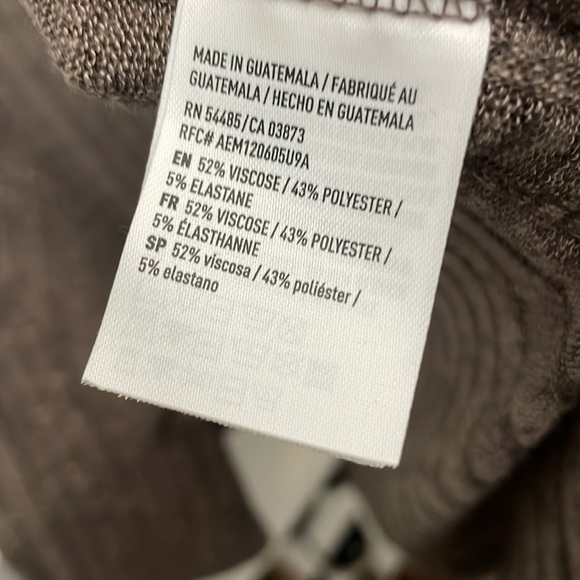 MADE IN GUATEMALA / FABRIQUÉ AU
GUATEMALA / HECHO EN GUATEMALA
RN 54485 / CA 03873
RFC# AEM120605U9A
EN 52% VISCOSE / 43% POLYESTER /
5% ELASTANE
FR 52% VISCOSE / 43% POLYESTER /
5% ÉLASTHANNE
SP 52% viscosa / 43% poliéster /
5% elastano